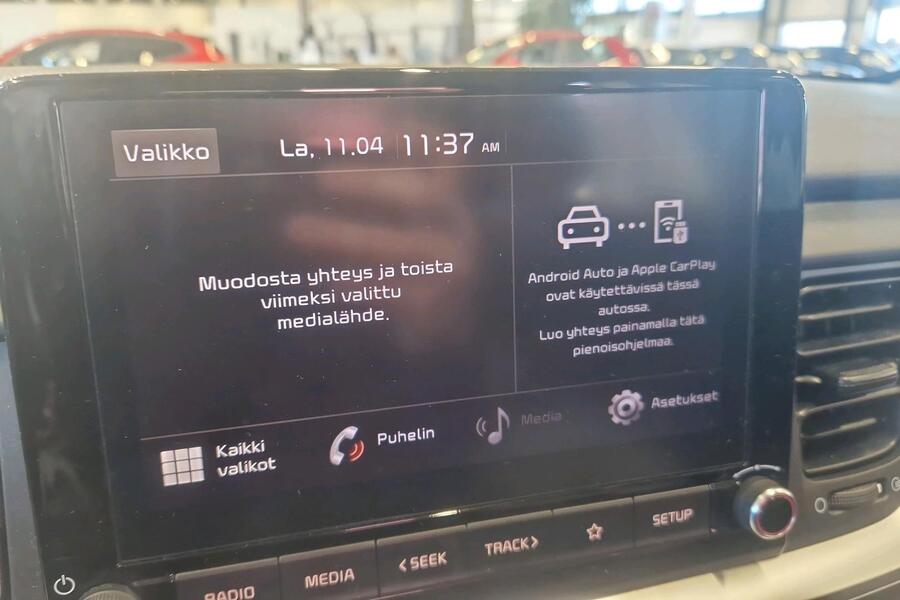 Valikko
La, 11.04 11:37 AM
Muodosta yhteys ja toista
viimeksi valittu
medialähde.
Android Auto ja Apple CarPlay
ovat käytettävissä tässä
autossa.
Luo yhteys painamalla tätä
pienoisohjelmaa.
Kaikki
valikot
Puhelin
Media
Asetukset
RADIO
MEDIA
<SEEK
TRACK>
SETUP